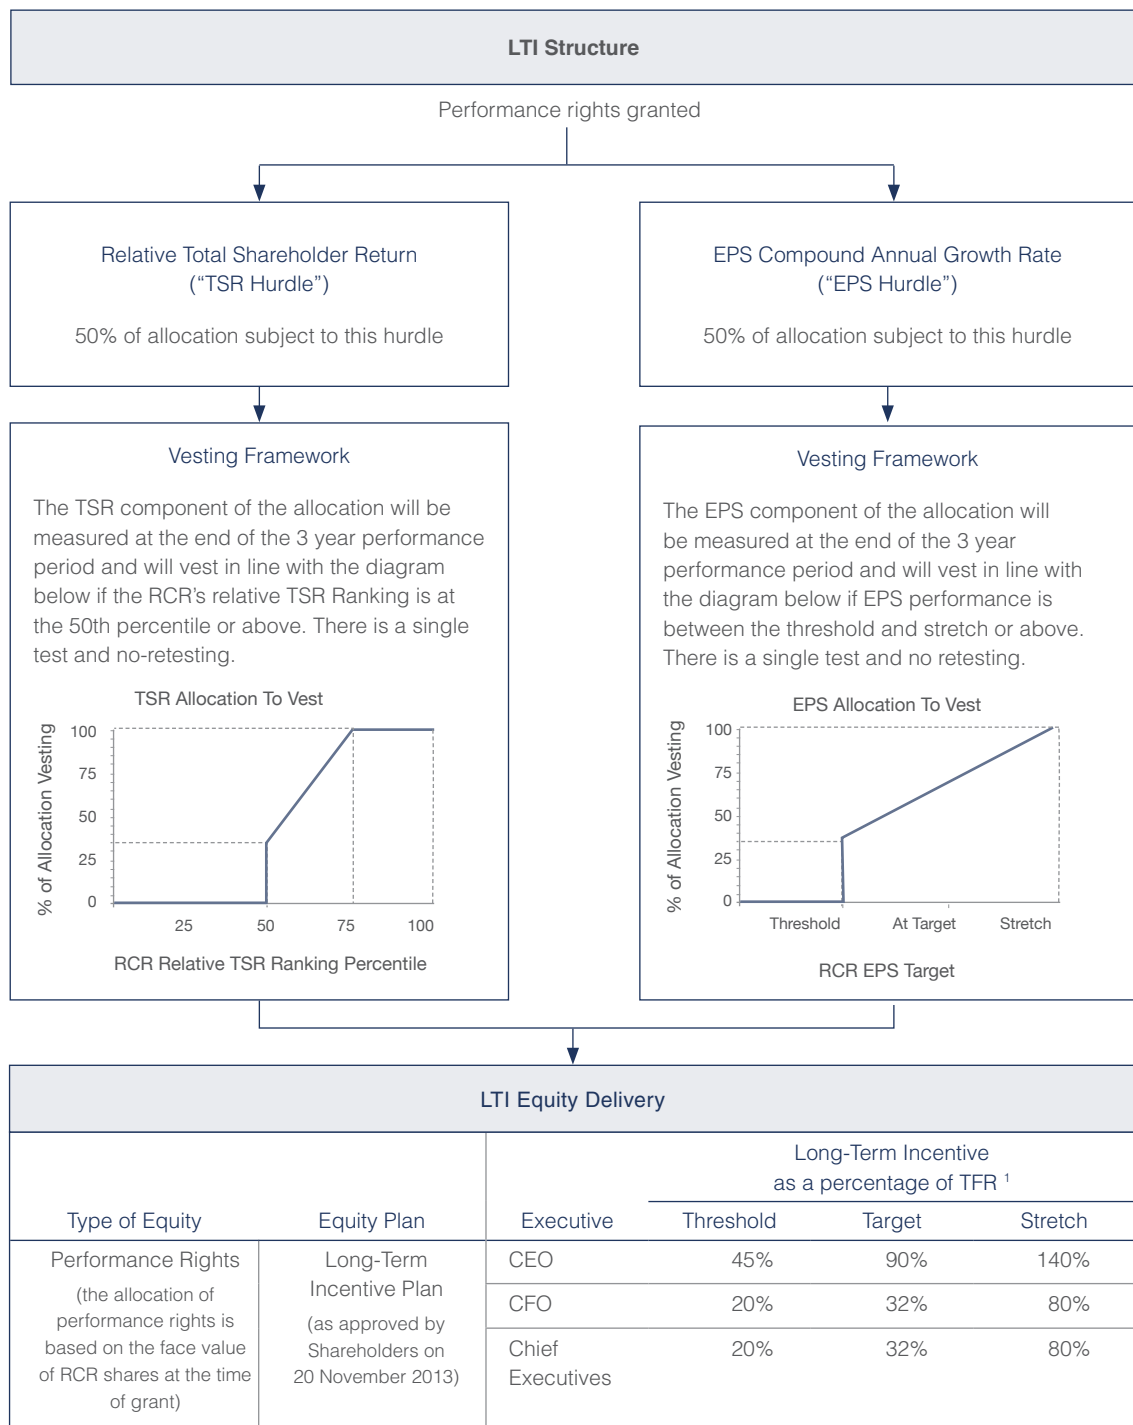 LTI Structure
Performance rights granted
Relative Total Shareholder Return
(“TSR Hurdle”)
50% of allocation subject to this hurdle
EPS Compound Annual Growth Rate
(“EPS Hurdle”)
50% of allocation subject to this hurdle
Vesting Framework
The TSR component of the allocation will be
measured at the end of the 3 year performance
period and will vest in line with the diagram
below if the RCR’s relative TSR Ranking is at
the 50th percentile or above. There is a single
test and no-retesting.
TSR Allocation To Vest
% of Allocation Vesting
100
75
50
25
0
25 50 75 100
RCR Relative TSR Ranking Percentile
Vesting Framework
The EPS component of the allocation will
be measured at the end of the 3 year
performance period and will vest in line with
the diagram below if EPS performance is
between the threshold and stretch or above.
There is a single test and no retesting.
EPS Allocation To Vest
% of Allocation Vesting
100
75
50
25
0
Threshold At Target Stretch
RCR EPS Target
LTI Equity Delivery
Long-Term Incentive
as a percentage of TFR 1
Type of Equity Equity Plan Executive Threshold Target Stretch
Performance Rights
(the allocation of
performance rights is
based on the face value
of RCR shares at the time
of grant)
Long-Term
Incentive Plan
(as approved by
Shareholders on
20 November 2013)
CEO 45% 90% 140%
CFO 20% 32% 80%
Chief 20% 32% 80%
Executives